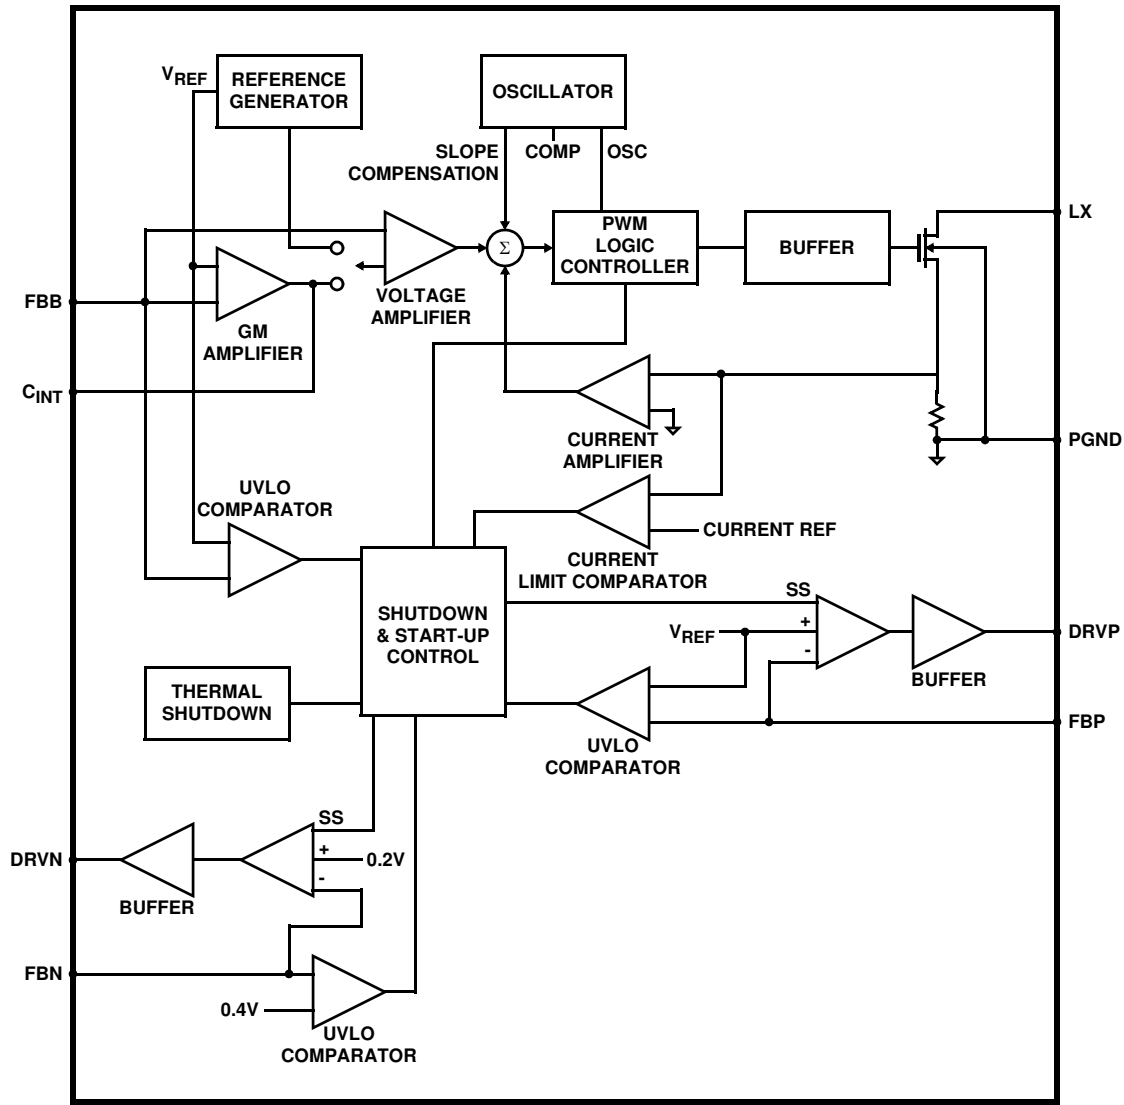 VREF
REFERENCE
GENERATOR
OSCILLATOR
SLOPE
COMPENSATION
COMP
OSC
LX
PWM
LOGIC
CONTROLLER
BUFFER
Σ
FBB
VOLTAGE
AMPLIFIER
GM
AMPLIFIER
CINT
CURRENT
AMPLIFIER
PGND
UVLO
COMPARATOR
CURRENT REF
CURRENT
LIMIT COMPARATOR
SHUTDOWN
& START-UP
CONTROL
SS
VREF
+
-
DRVP
BUFFER
THERMAL
SHUTDOWN
FBP
UVLO
COMPARATOR
SS
DRVN
+
0.2V
-
BUFFER
FBN
0.4V
UVLO
COMPARATOR